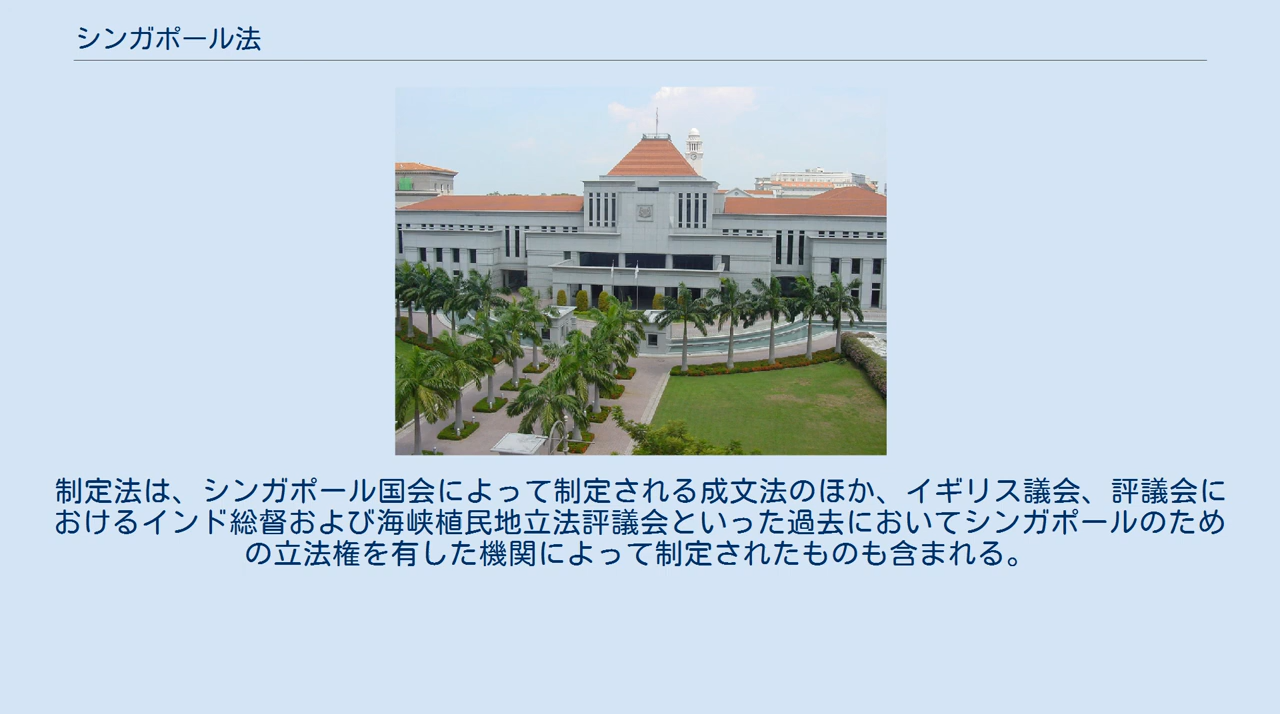 シンガポール法
制定法は、シンガポール国会によって制定される成文法のほか、イギリス議会、評議会に
おけるインド総督および海峡植民地立法評議会といった過去においてシンガポールのため
の立法権を有した機関によって制定されたものも含まれる。